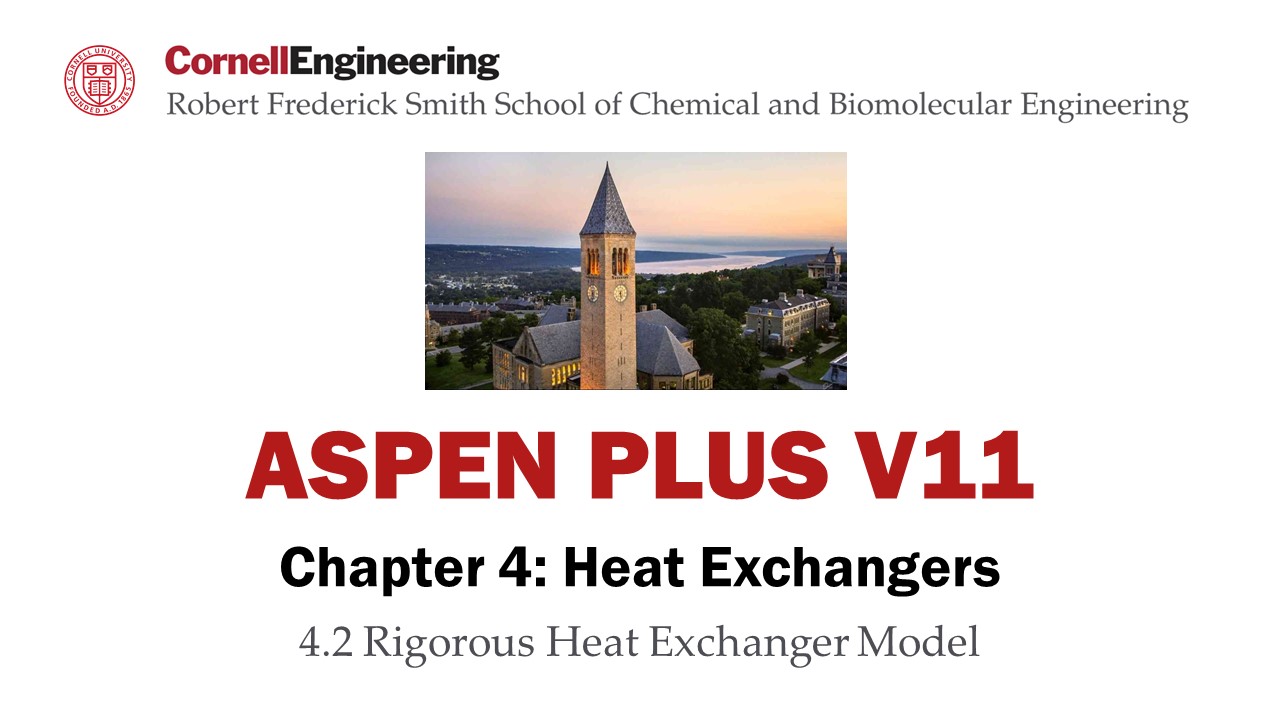 CORNELL UNIVERSITY
FOUNDED A.D. 1865
CornellEngineering
Robert Frederick Smith School of Chemical and Biomolecular Engineering
ASPEN PLUS V11
Chapter 4: Heat Exchangers
4.2 Rigorous Heat Exchanger Model